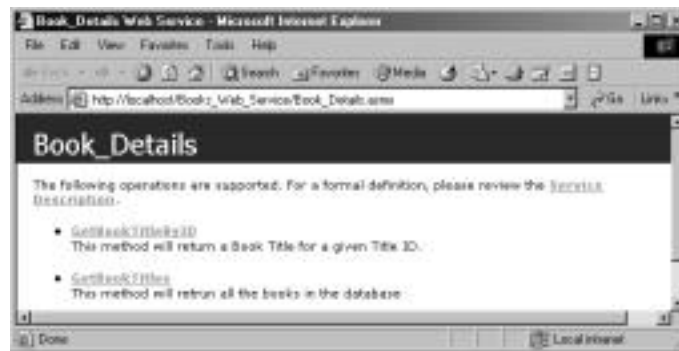 Book_Details Web Service - Microsoft Internet Explorer
File Edit View Favorites Tools Help
Search Favorites Media
Address http://localhost/Books_Web_Service/Book_Details.asmx Go Links
Book_Details
The following operations are supported. For a formal definition, please review the Service
Description.
GetBookTitleByID
This method will return a Book Title for a given Title ID.
GetBookTitles
This method will retrun all the books in the database
Done Local intranet